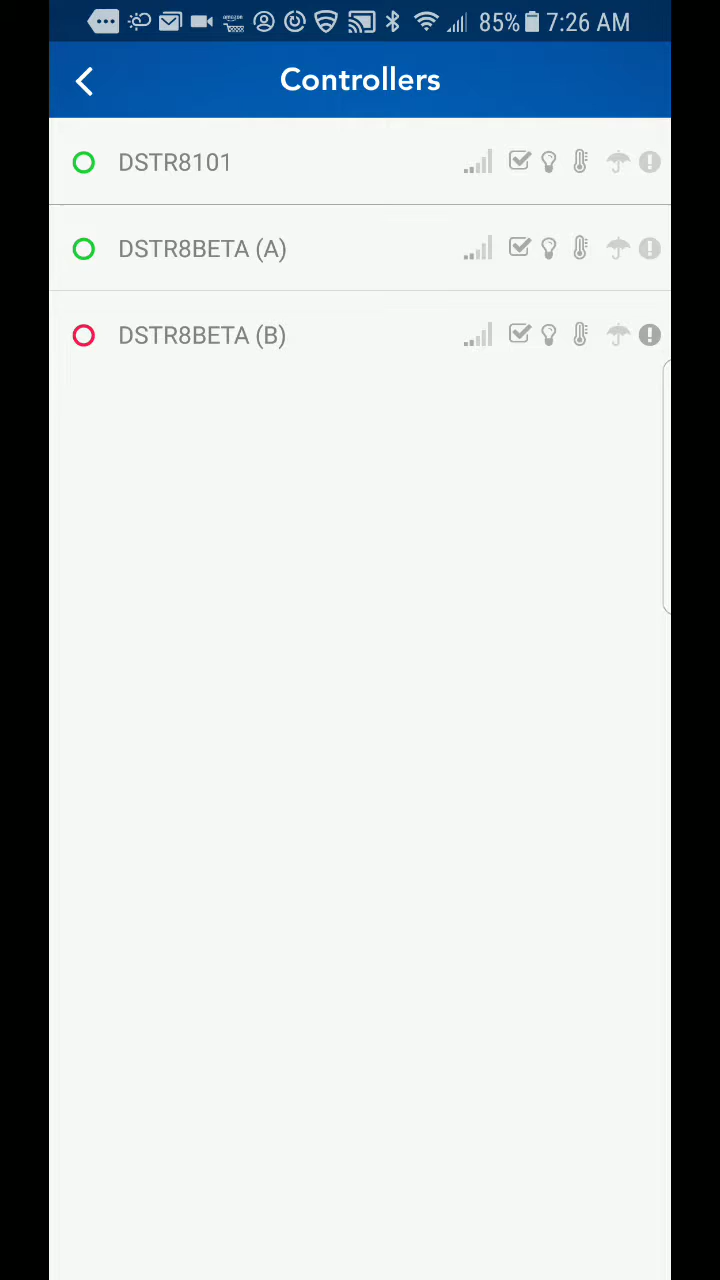 85% 7:26 AM
Controllers
DSTR8101
DSTR8BETA (A)
DSTR8BETA (B)